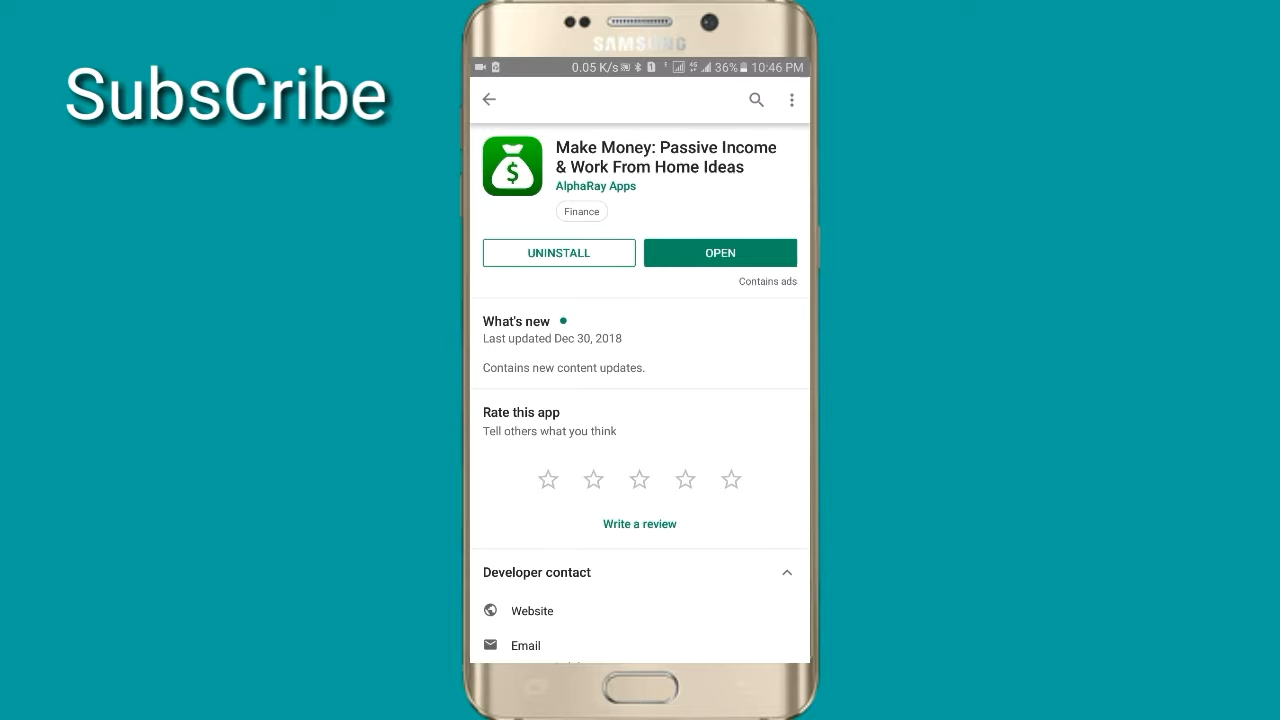 SubsCribe
SAMSUNG
0.05 K/s 4G 36% 10:46 PM
Make Money: Passive Income
& Work From Home Ideas
AlphaRay Apps
Finance
UNINSTALL
OPEN
Contains ads
What's new
Last updated Dec 30, 2018
Contains new content updates.
Rate this app
Tell others what you think
Write a review
Developer contact
Website
Email